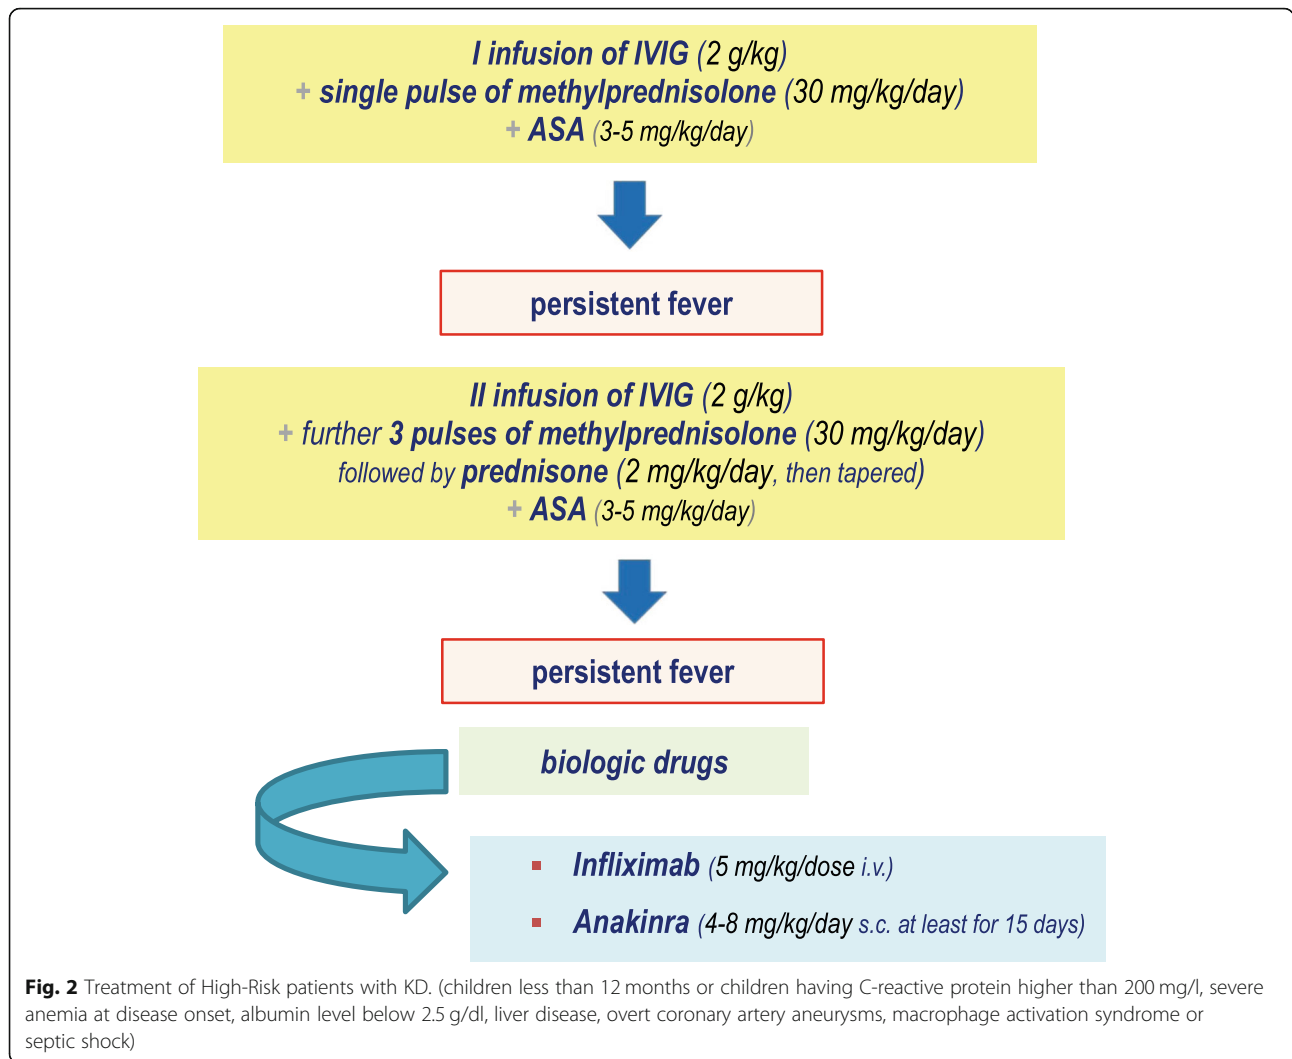 I infusion of IVIG (2 g/kg)
+ single pulse of methylprednisolone (30 mg/kg/day)
+ ASA (3-5 mg/kg/day)
persistent fever
II infusion of IVIG (2 g/kg)
+ further 3 pulses of methylprednisolone (30 mg/kg/day)
followed by prednisone (2 mg/kg/day, then tapered)
+ ASA (3-5 mg/kg/day)
persistent fever
biologic drugs
▪ Infliximab (5 mg/kg/dose i.v.)
▪ Anakinra (4-8 mg/kg/day s.c. at least for 15 days)
Fig. 2 Treatment of High-Risk patients with KD. (children less than 12 months or children having C-reactive protein higher than 200 mg/l, severe
anemia at disease onset, albumin level below 2.5 g/dl, liver disease, overt coronary artery aneurysms, macrophage activation syndrome or
septic shock)